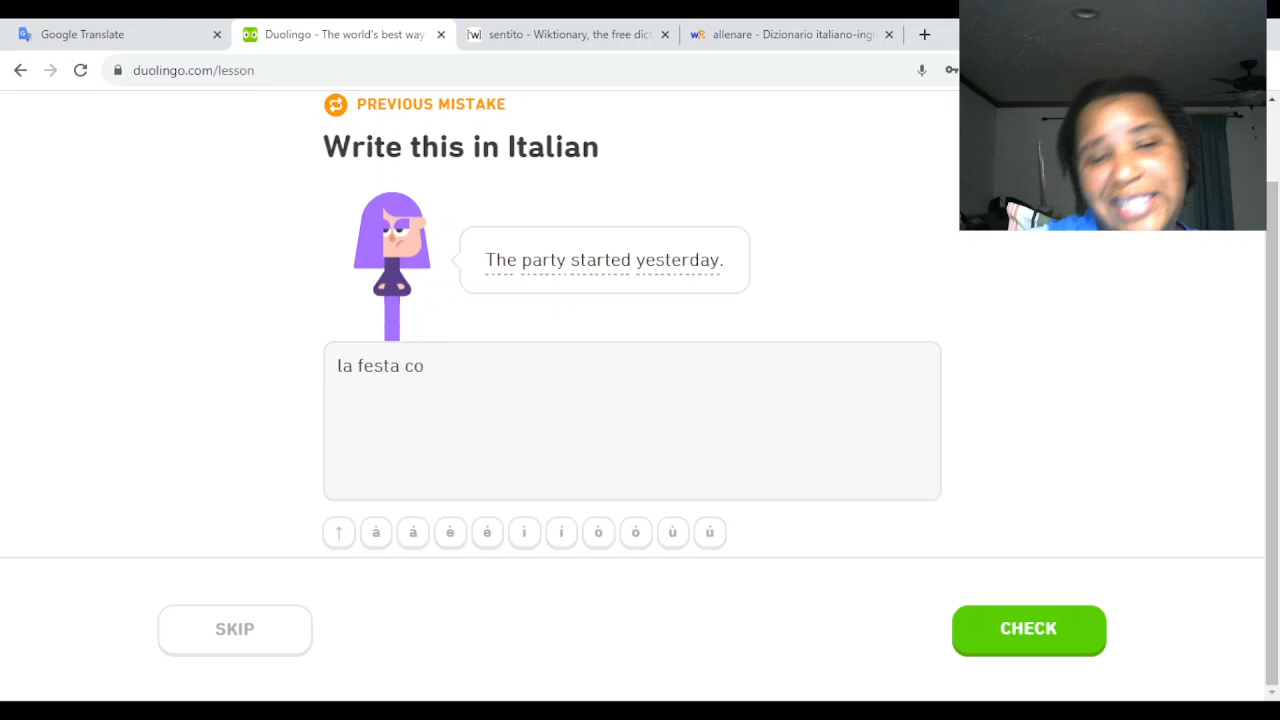 Google Translate
Duolingo - The world's best way
sentito - Wiktionary, the free dict
allenare - Dizionario italiano-ingl
duolingo.com/lesson
PREVIOUS MISTAKE
Write this in Italian
The party started yesterday.
la festa co
↑ à á è é ì í ò ó ù ú
SKIP
CHECK